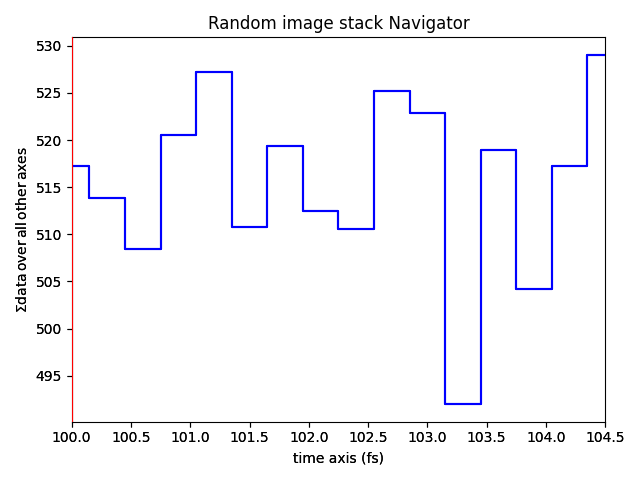 Random image stack Navigator
530
525
520
515
510
505
500
495
Σdata over all other axes
100.0 100.5 101.0 101.5 102.0 102.5 103.0 103.5 104.0 104.5
time axis (fs)